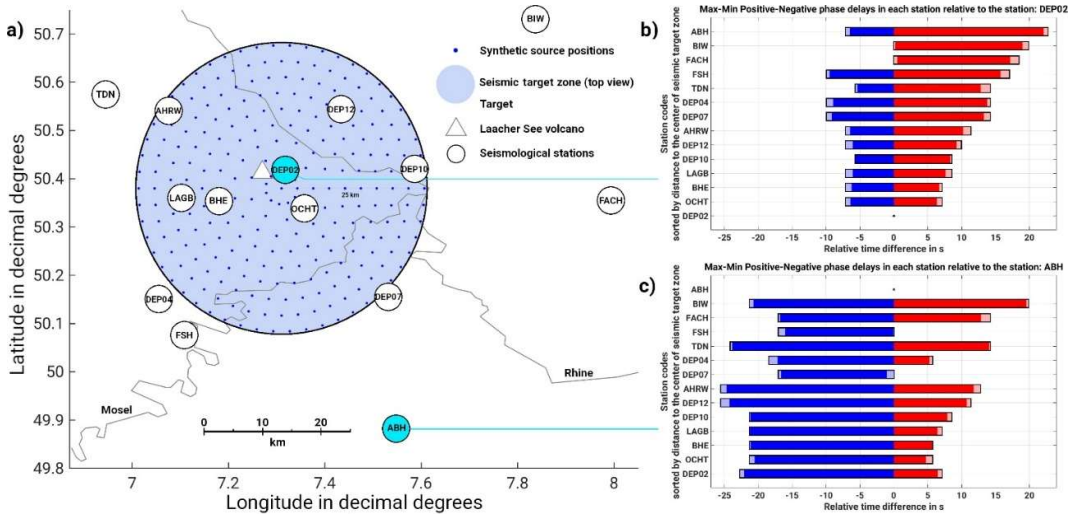 a)
Latitude in decimal degrees
50.7
50.6
50.5
50.4
50.3
50.2
50.1
50
49.9
49.8
7
7.2
7.4
7.6
7.8
8
Longitude in decimal degrees
BIW
TDN
AHRW
DEP12
DEP02
DEP10
LAGB
BHE
OCHT
25 km
FACH
DEP04
DEP07
FSH
ABH
Mosel
Rhine
0 10 20
km
Synthetic source positions
Seismic target zone (top view)
Target
Laacher See volcano
Seismological stations
b)
Max-Min Positive-Negative phase delays in each station relative to the station: DEP02
Station codes
sorted by distance to the center of seismic target zone
ABH
BIW
FACH
FSH
TDN
DEP04
DEP07
AHRW
DEP12
DEP10
LAGB
BHE
OCHT
DEP02
-25 -20 -15 -10 -5 0 5 10 15 20
Relative time difference in s
c)
Max-Min Positive-Negative phase delays in each station relative to the station: ABH
Station codes
sorted by distance to the center of seismic target zone
ABH
BIW
FACH
FSH
TDN
DEP04
DEP07
AHRW
DEP12
DEP10
LAGB
BHE
OCHT
DEP02
-25 -20 -15 -10 -5 0 5 10 15 20
Relative time difference in s